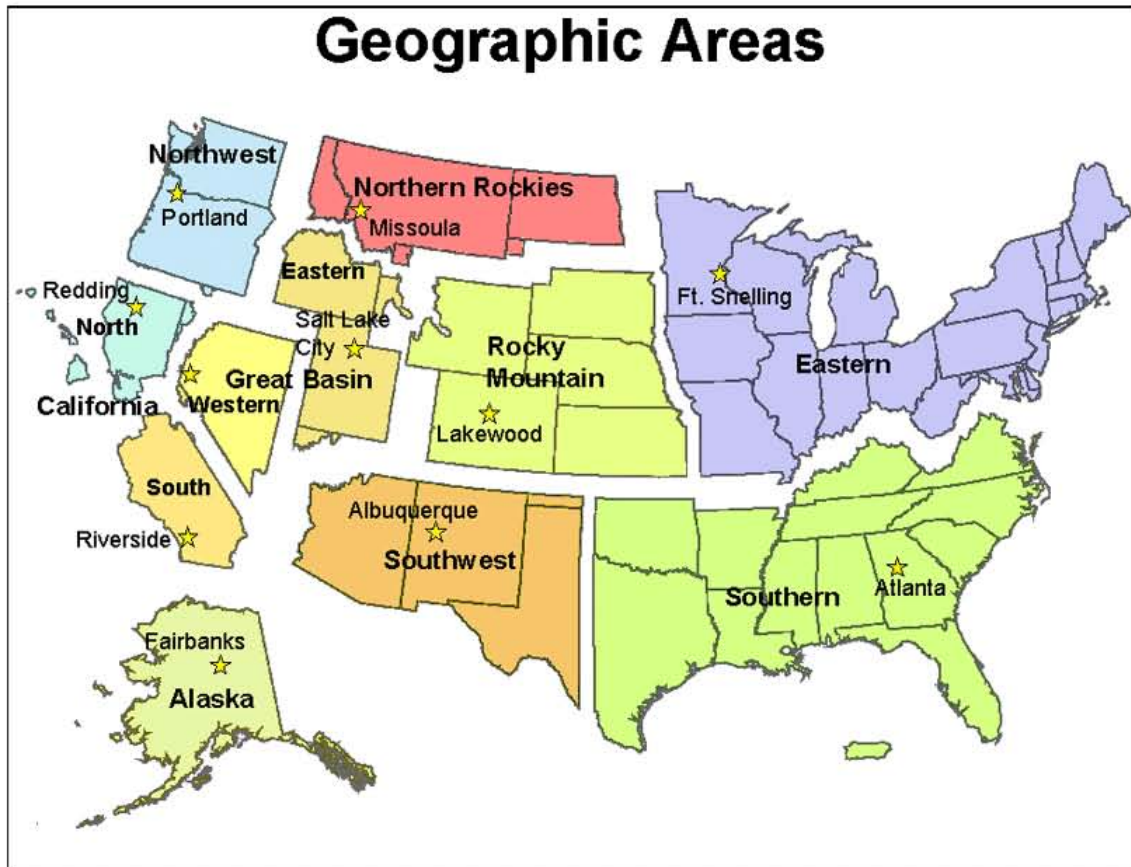 Geographic Areas
Northwest
Portland
Northern Rockies
Missoula
Redding
North
California
Eastern
Salt Lake
City
Great Basin
Western
South
Riverside
Rocky
Mountain
Lakewood
Ft. Snelling
Eastern
Albuquerque
Southwest
Southern
Atlanta
Fairbanks
Alaska